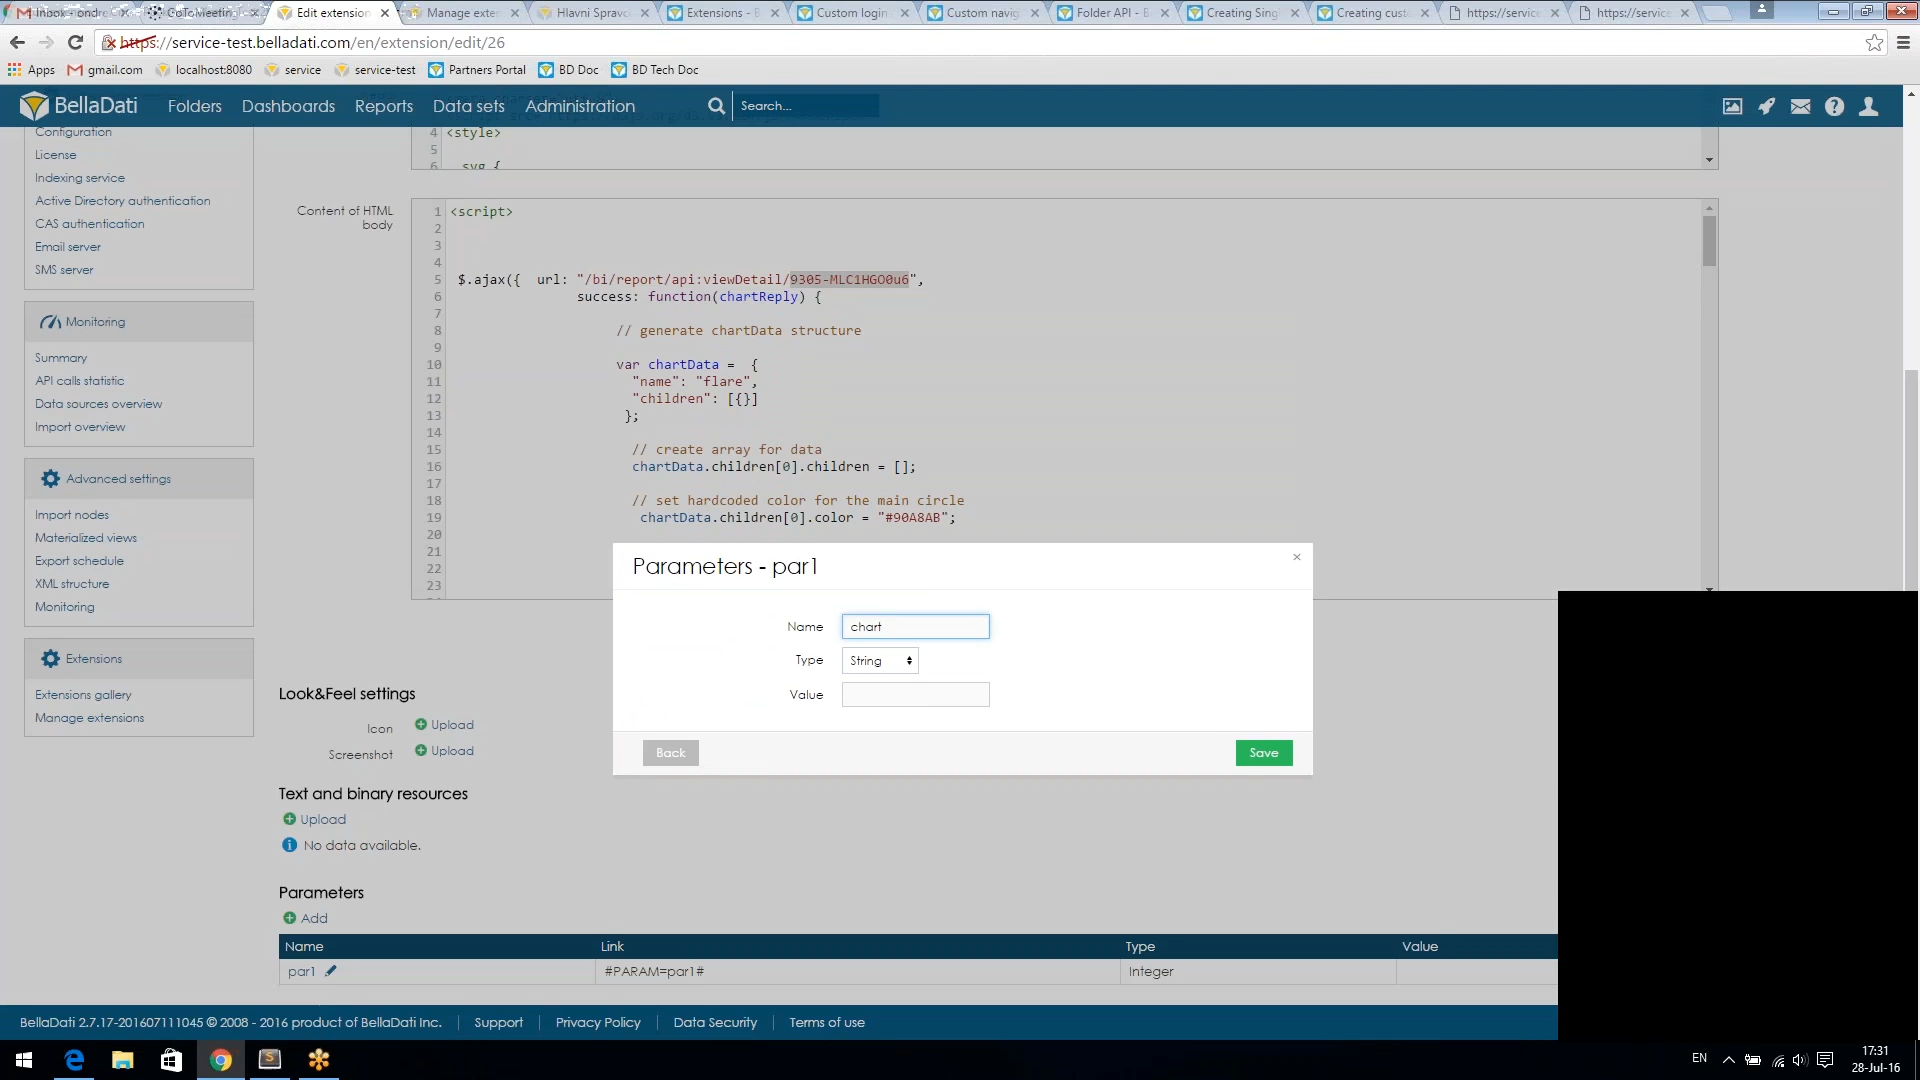 Inbox - ondre
GoToMeeting
Edit extension
Manage exten
Hlavni Spravc
Extensions - B
Custom login
Custom navig
Folder API - B
Creating Sing
Creating cust
https://service
https://service
https://service-test.belladati.com/en/extension/edit/26
Apps
gmail.com
localhost:8080
service
service-test
Partners Portal
BD Doc
BD Tech Doc
BellaDati
Folders
Dashboards
Reports
Data sets
Administration
Search...
Configuration
License
Indexing service
Active Directory authentication
CAS authentication
Email server
SMS server
Monitoring
Summary
API calls statistic
Data sources overview
Import overview
Advanced settings
Import nodes
Materialized views
Export schedule
XML structure
Monitoring
Extensions
Extensions gallery
Manage extensions
4 <style>
5
6 svg {
Content of HTML
body
1 <script>
2
3
4
5 $.ajax({ url: "/bi/report/api:viewDetail/9305-MLC1HGO0u6",
6 success: function(chartReply) {
7
8 // generate chartData structure
9
10 var chartData = {
11 "name": "flare",
12 "children": [{}]
13 };
14
15 // create array for data
16 chartData.children[0].children = [];
17
18 // set hardcoded color for the main circle
19 chartData.children[0].color = "#90A8AB";
20
21
22
23
Parameters - par1
×
Name chart
Type String
Value
Back
Save
Look&Feel settings
Icon Upload
Screenshot Upload
Text and binary resources
Upload
No data available.
Parameters
Add
Name Link Type Value
par1 #PARAM=par1# Integer
BellaDati 2.7.17-201607111045 © 2008 - 2016 product of BellaDati Inc.
Support
Privacy Policy
Data Security
Terms of use
EN
17:31
28-Jul-16